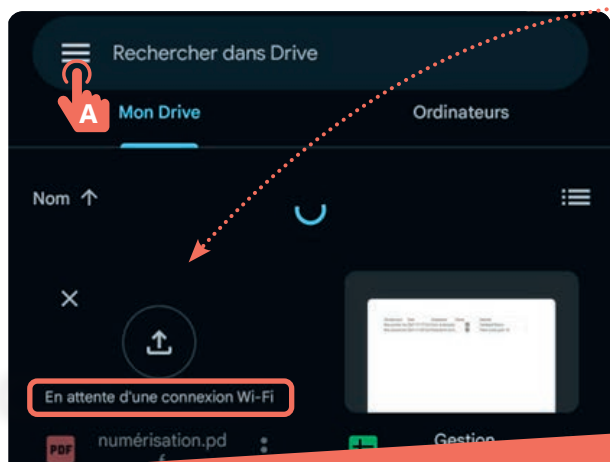 Rechercher dans Drive
A
Mon Drive
Ordinateurs
Nom ↑
En attente d'une connexion Wi-Fi
PDF
numérisation.pd
f
Gestion